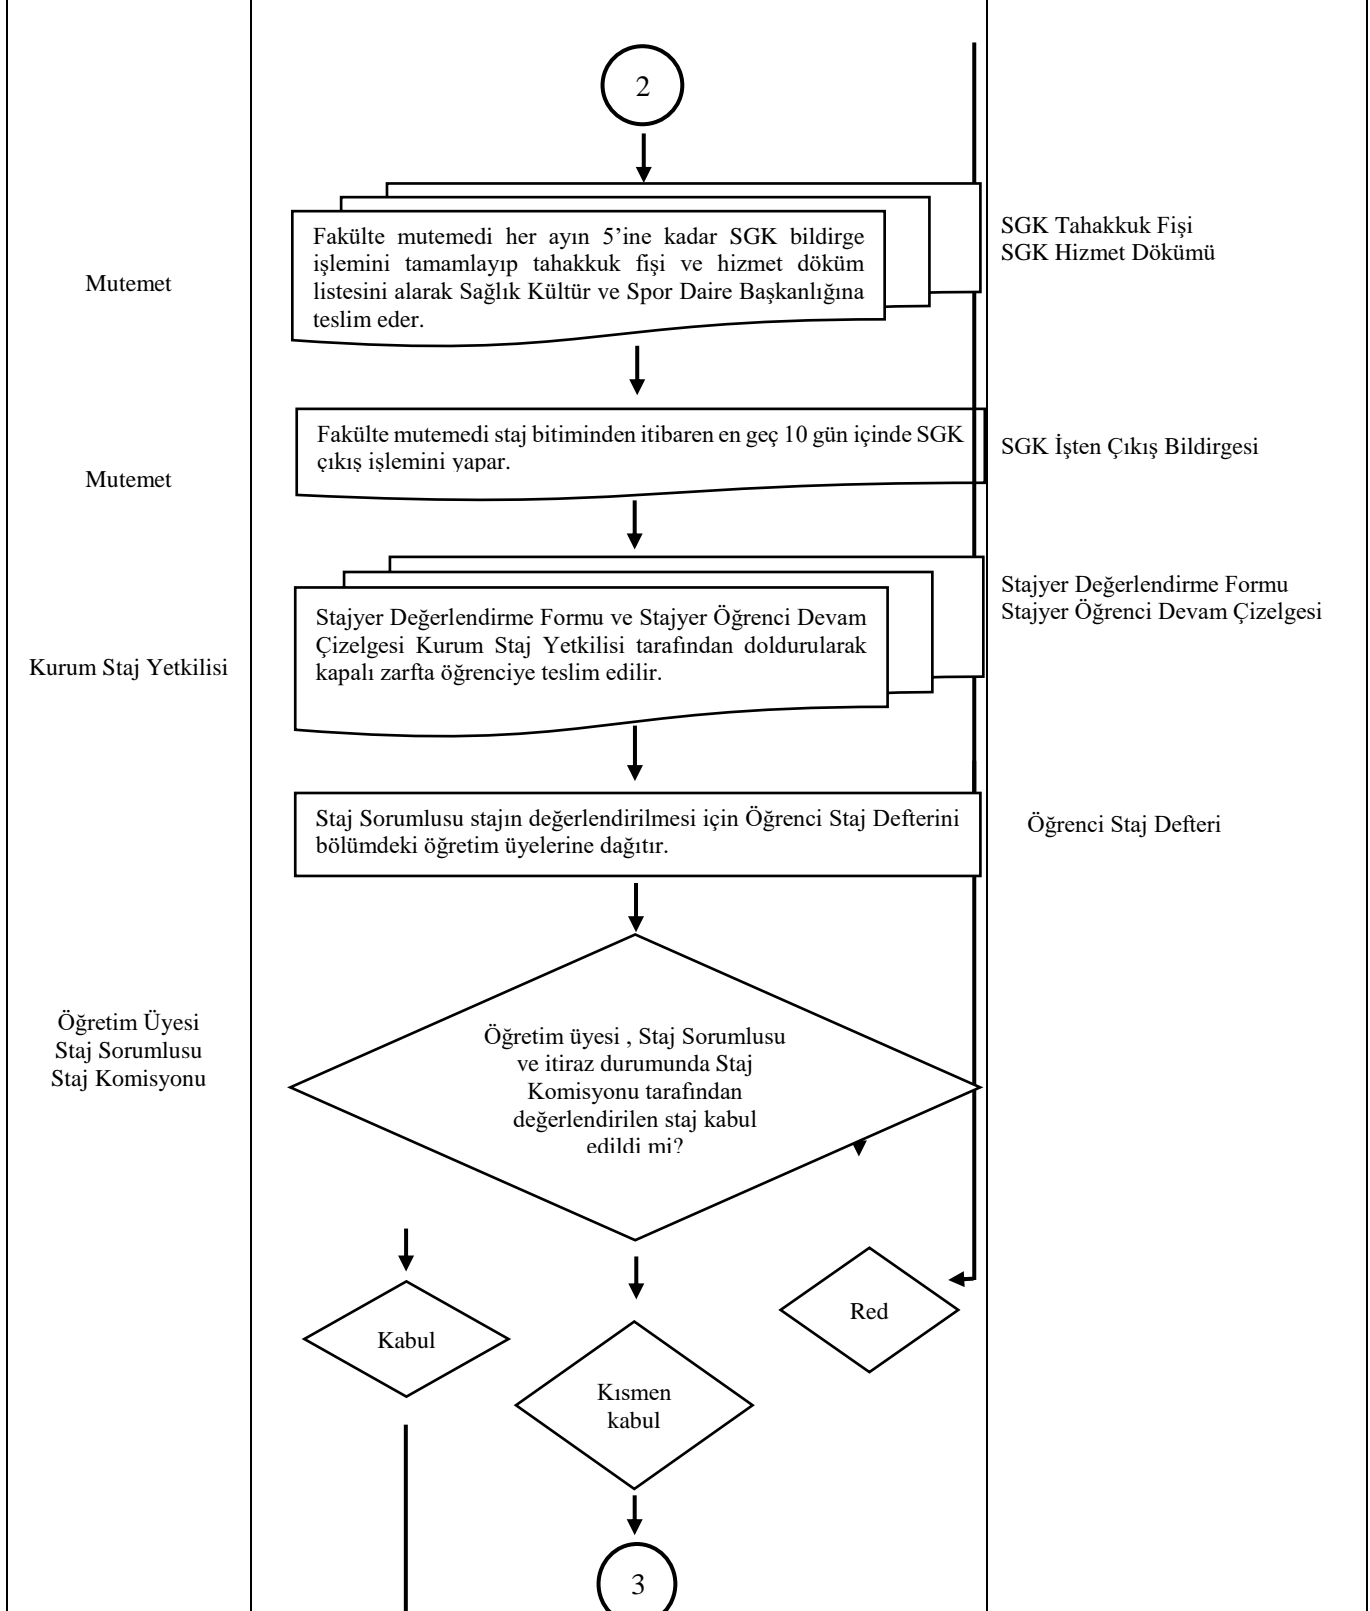 2
Fakülte mutemedi her ayın 5’ine kadar SGK bildirge
işlemini tamamlayıp tahakkuk fişi ve hizmet döküm
listesini alarak Sağlık Kültür ve Spor Daire Başkanlığına
teslim eder.
Mutemet
SGK Tahakkuk Fişi
SGK Hizmet Dökümü
Fakülte mutemedi staj bitiminden itibaren en geç 10 gün içinde SGK
çıkış işlemini yapar.
Mutemet
SGK İşten Çıkış Bildirgesi
Stajyer Değerlendirme Formu ve Stajyer Öğrenci Devam
Çizelgesi Kurum Staj Yetkilisi tarafından doldurularak
kapalı zarfta öğrenciye teslim edilir.
Kurum Staj Yetkilisi
Stajyer Değerlendirme Formu
Stajyer Öğrenci Devam Çizelgesi
Staj Sorumlusu stajın değerlendirilmesi için Öğrenci Staj Defterini
bölümdeki öğretim üyelerine dağıtır.
Öğrenci Staj Defteri
Öğretim Üyesi
Staj Sorumlusu
Staj Komisyonu
Öğretim üyesi , Staj Sorumlusu
ve itiraz durumunda Staj
Komisyonu tarafından
değerlendirilen staj kabul
edildi mi?
Kabul
Kısmen
kabul
Red
3